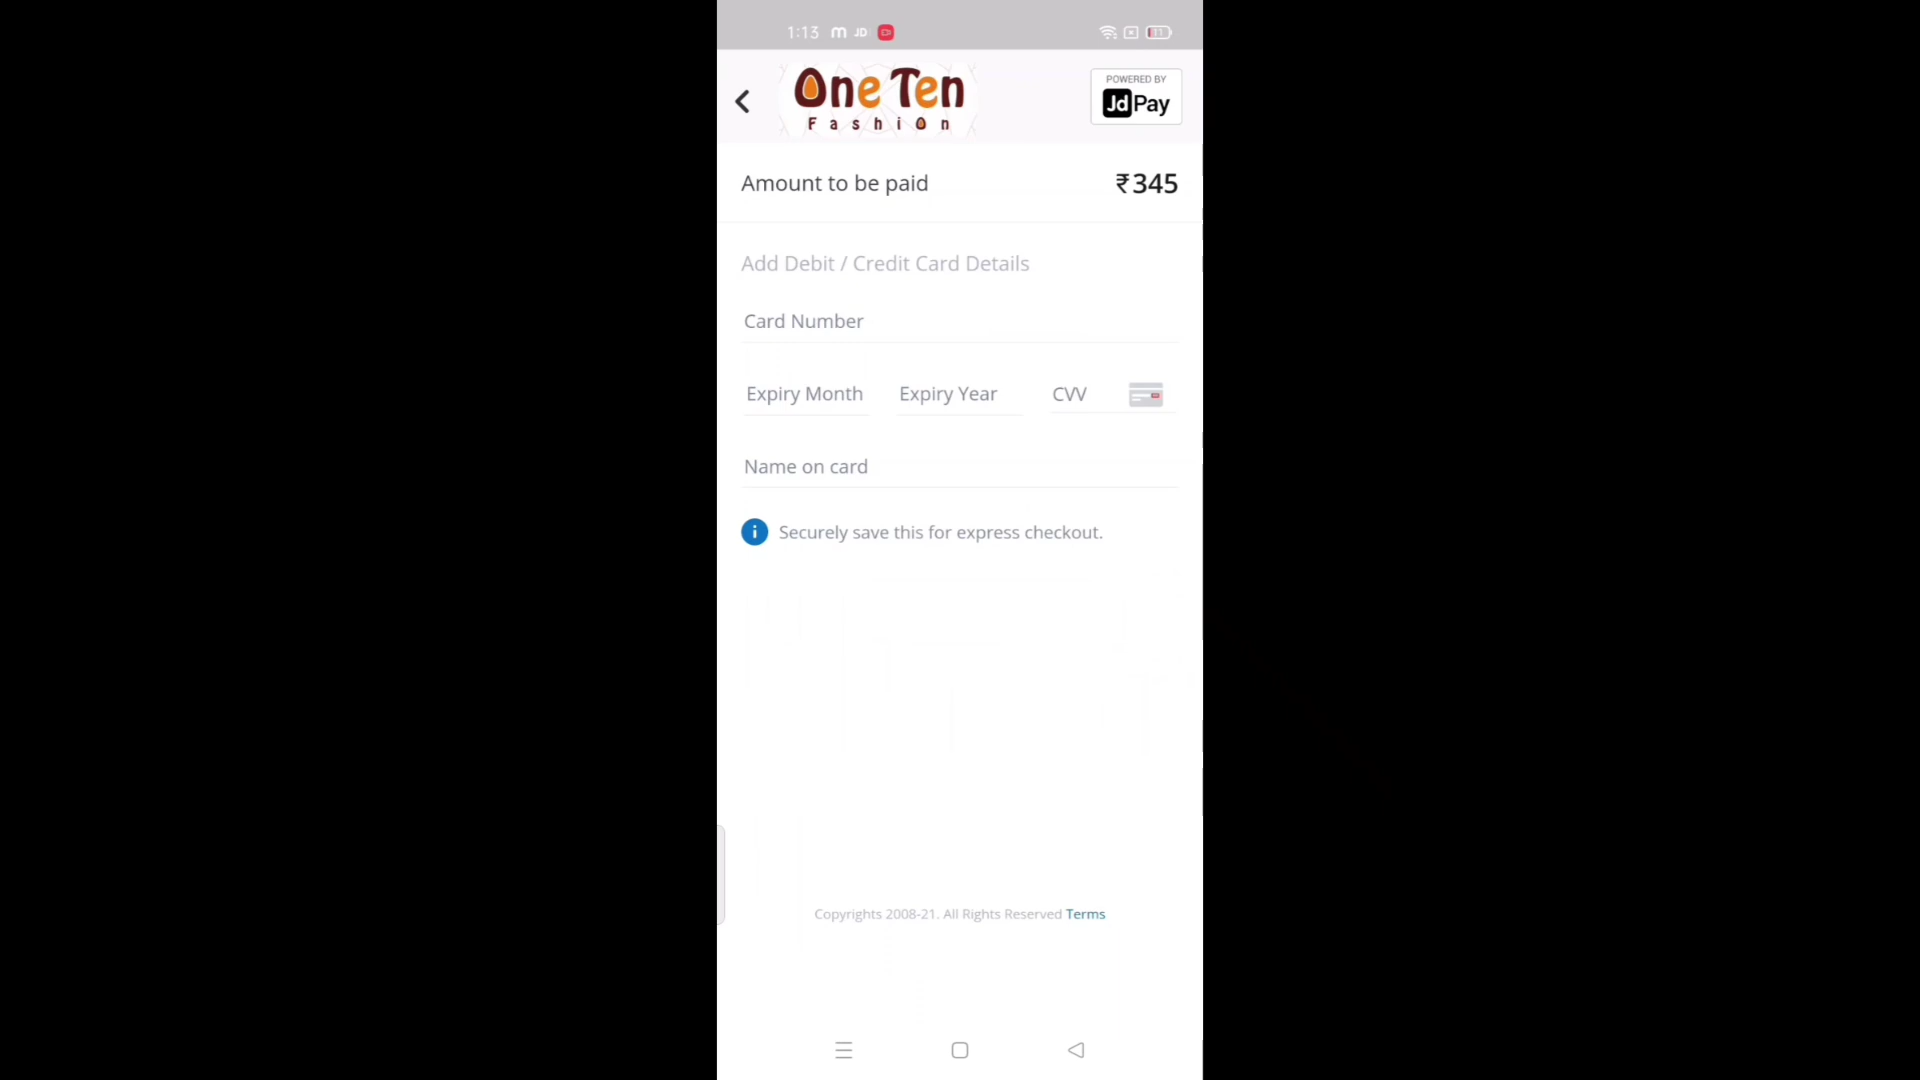 1:13 m JD
11
One Ten
Fashion
POWERED BY
Jd Pay
Amount to be paid
₹345
Add Debit / Credit Card Details
Card Number
Expiry Month
Expiry Year
CVV
Name on card
i Securely save this for express checkout.
Copyrights 2008-21. All Rights Reserved Terms